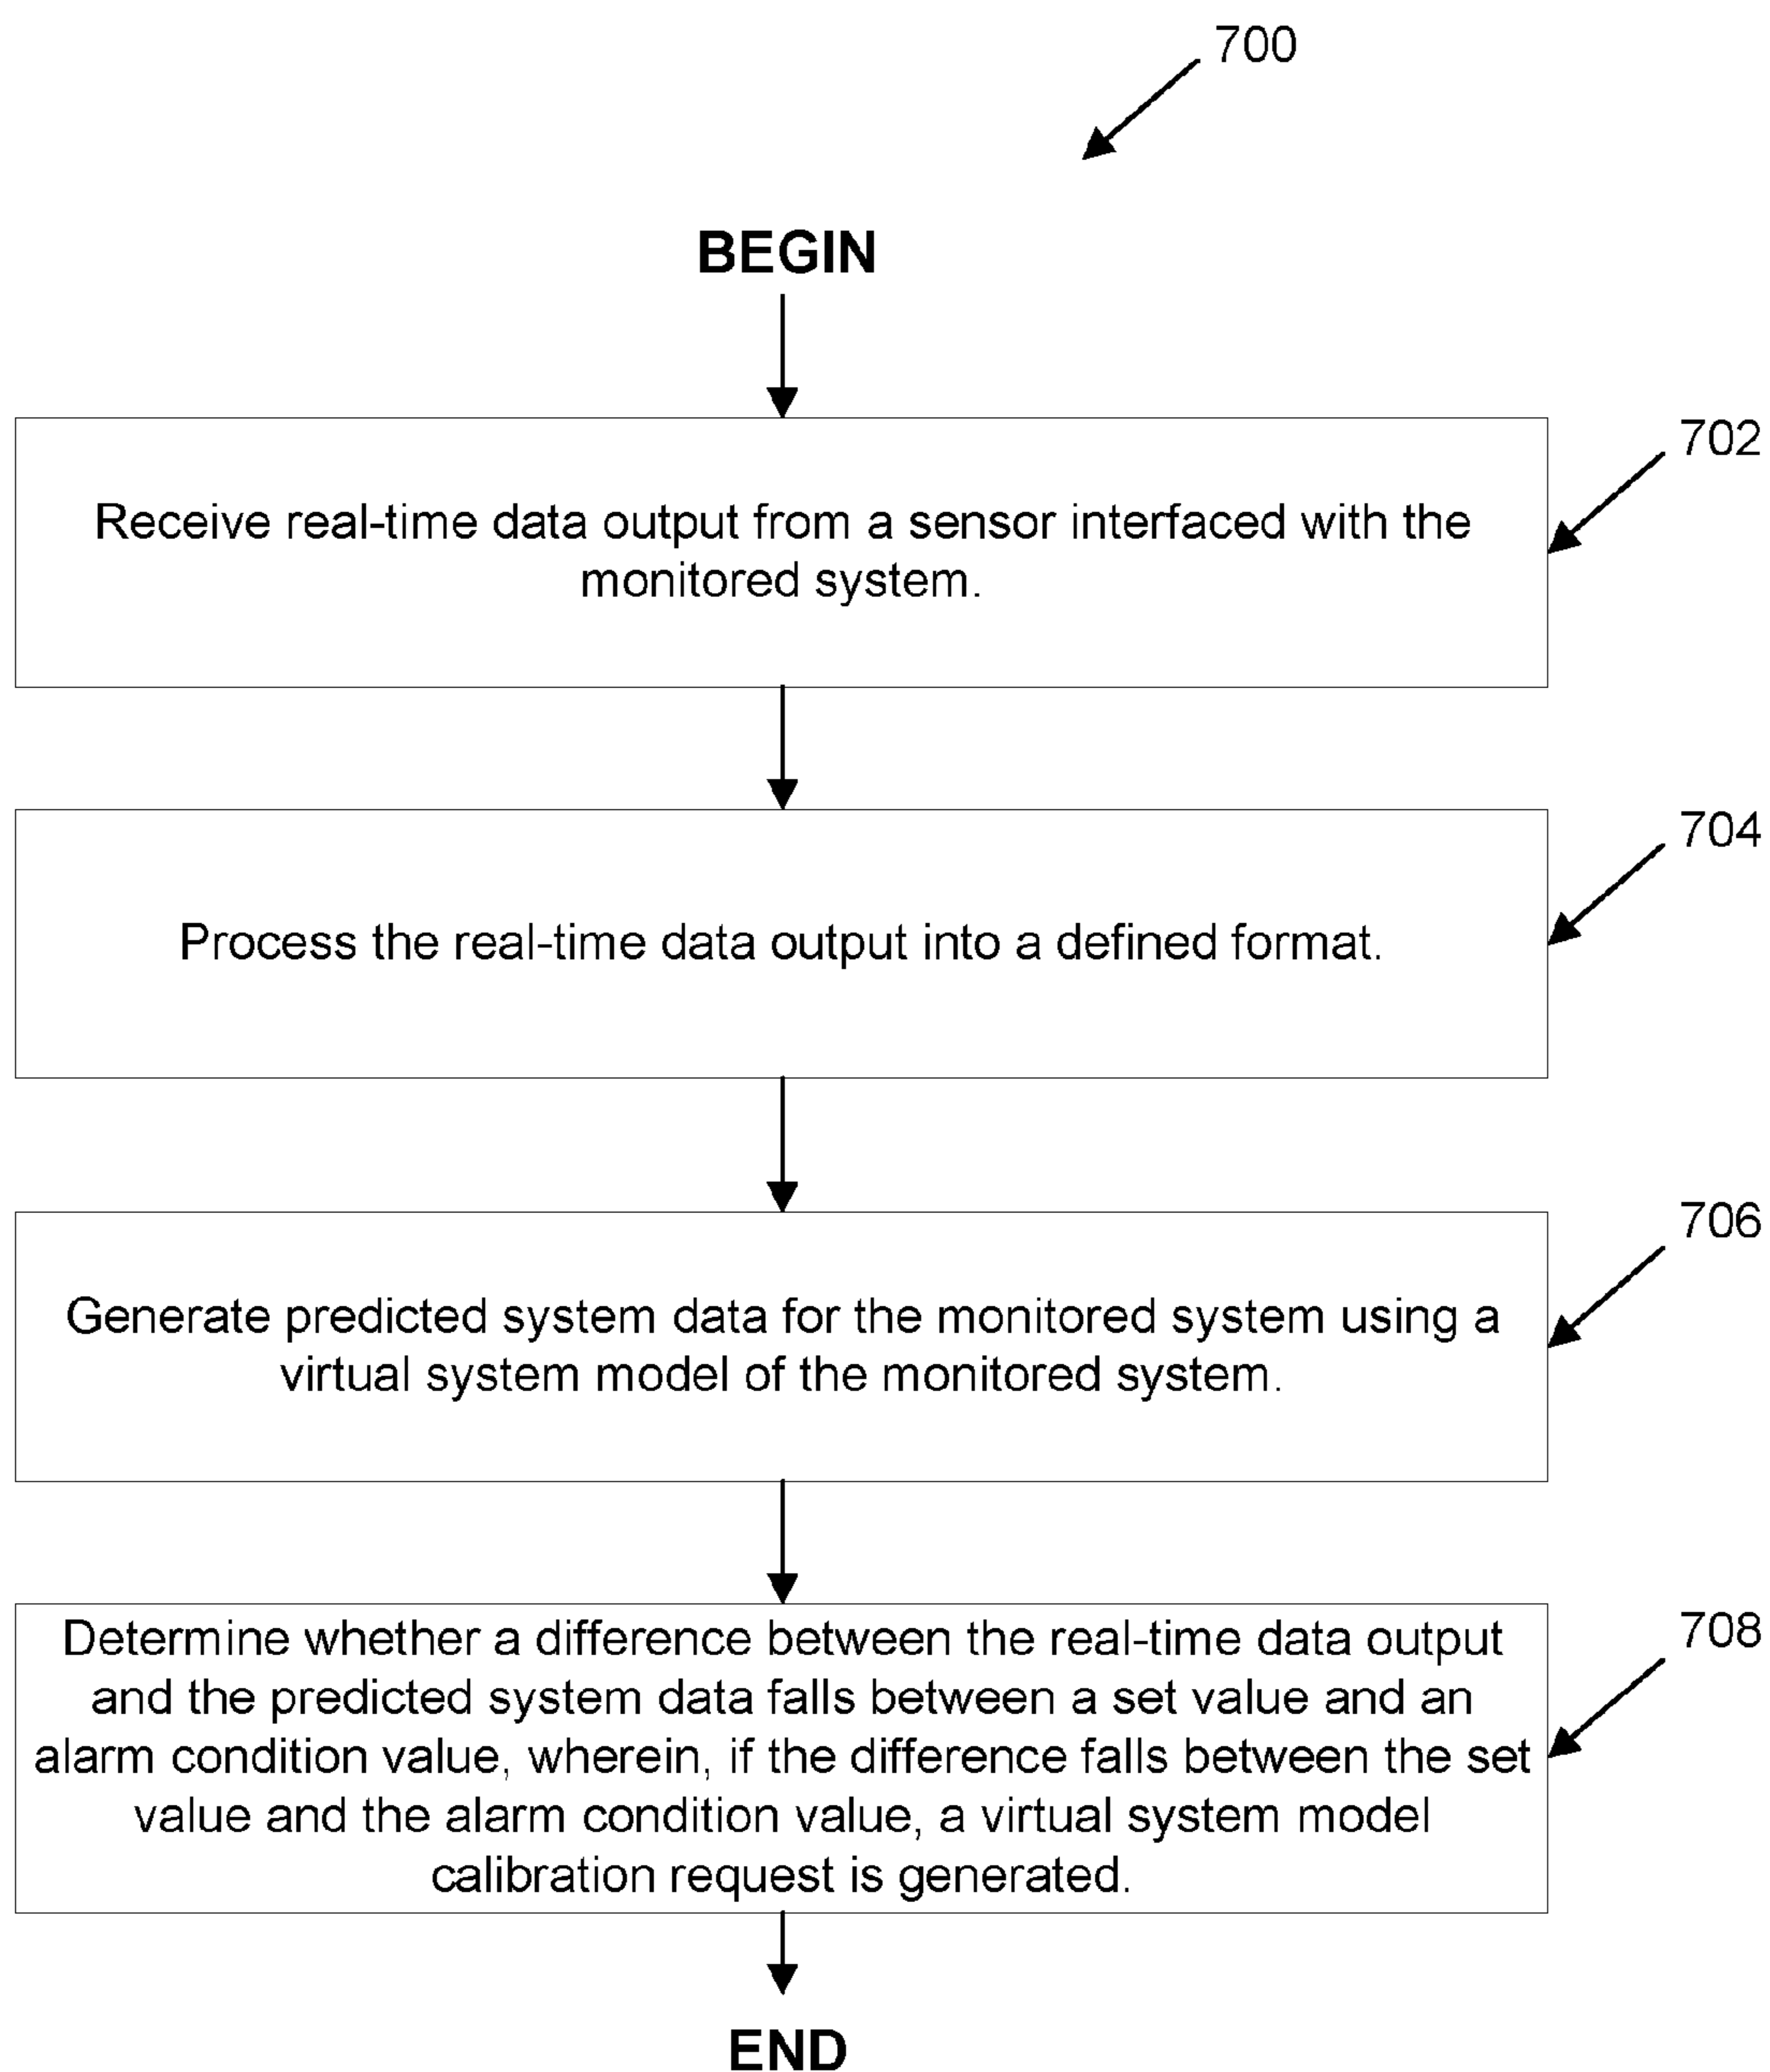 700
BEGIN
702
Receive real-time data output from a sensor interfaced with the
monitored system.
704
Process the real-time data output into a defined format.
706
Generate predicted system data for the monitored system using a
virtual system model of the monitored system.
708
Determine whether a difference between the real-time data output
and the predicted system data falls between a set value and an
alarm condition value, wherein, if the difference falls between the set
value and the alarm condition value, a virtual system model
calibration request is generated.
END